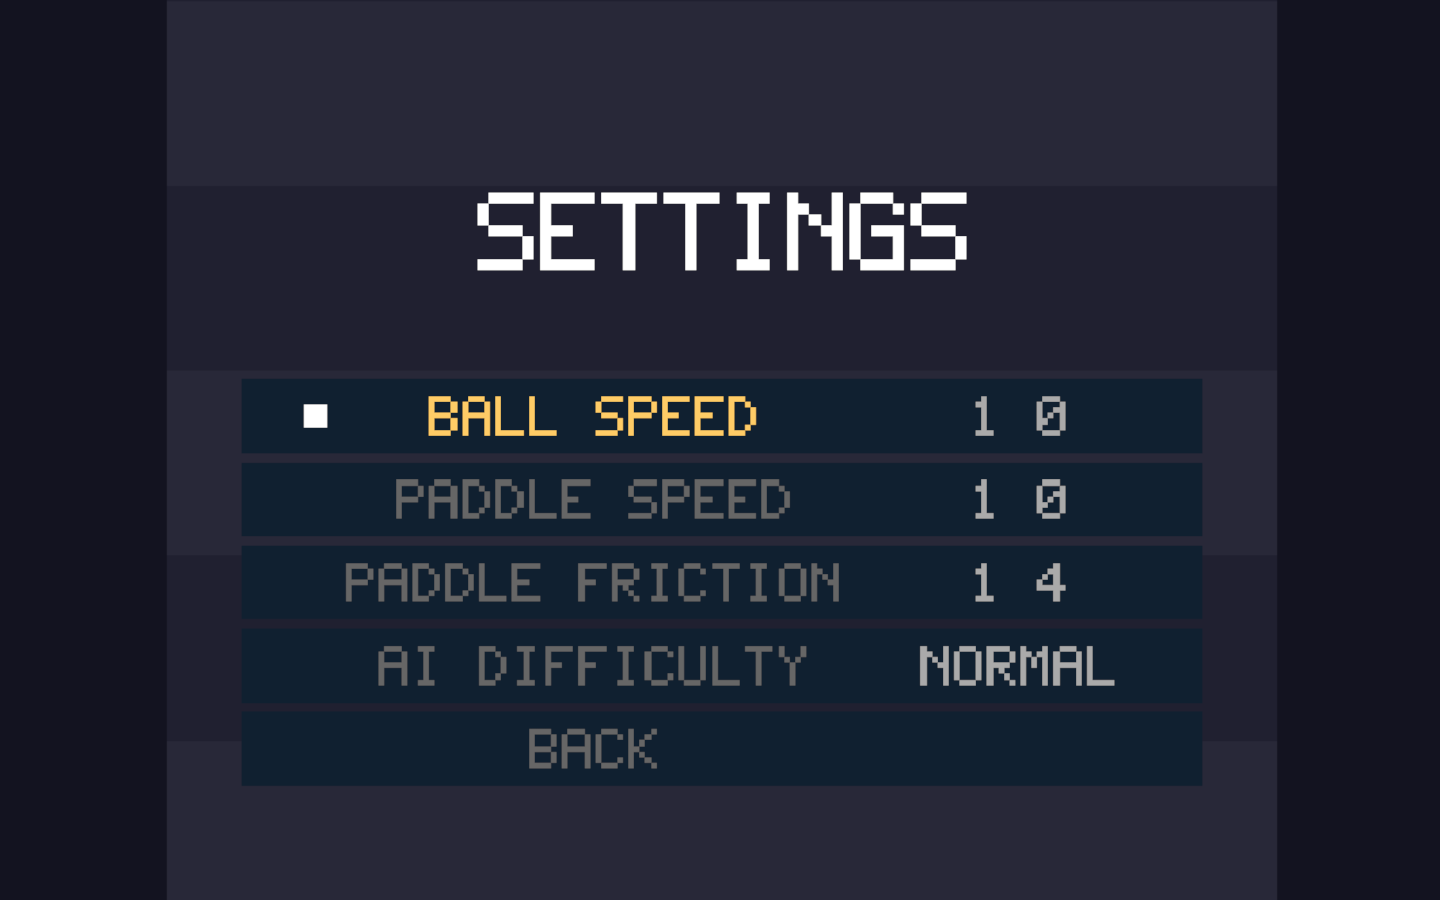 SETTINGS
BALL SPEED 1 0
PADDLE SPEED 1 0
PADDLE FRICTION 1 4
AI DIFFICULTY NORMAL
BACK